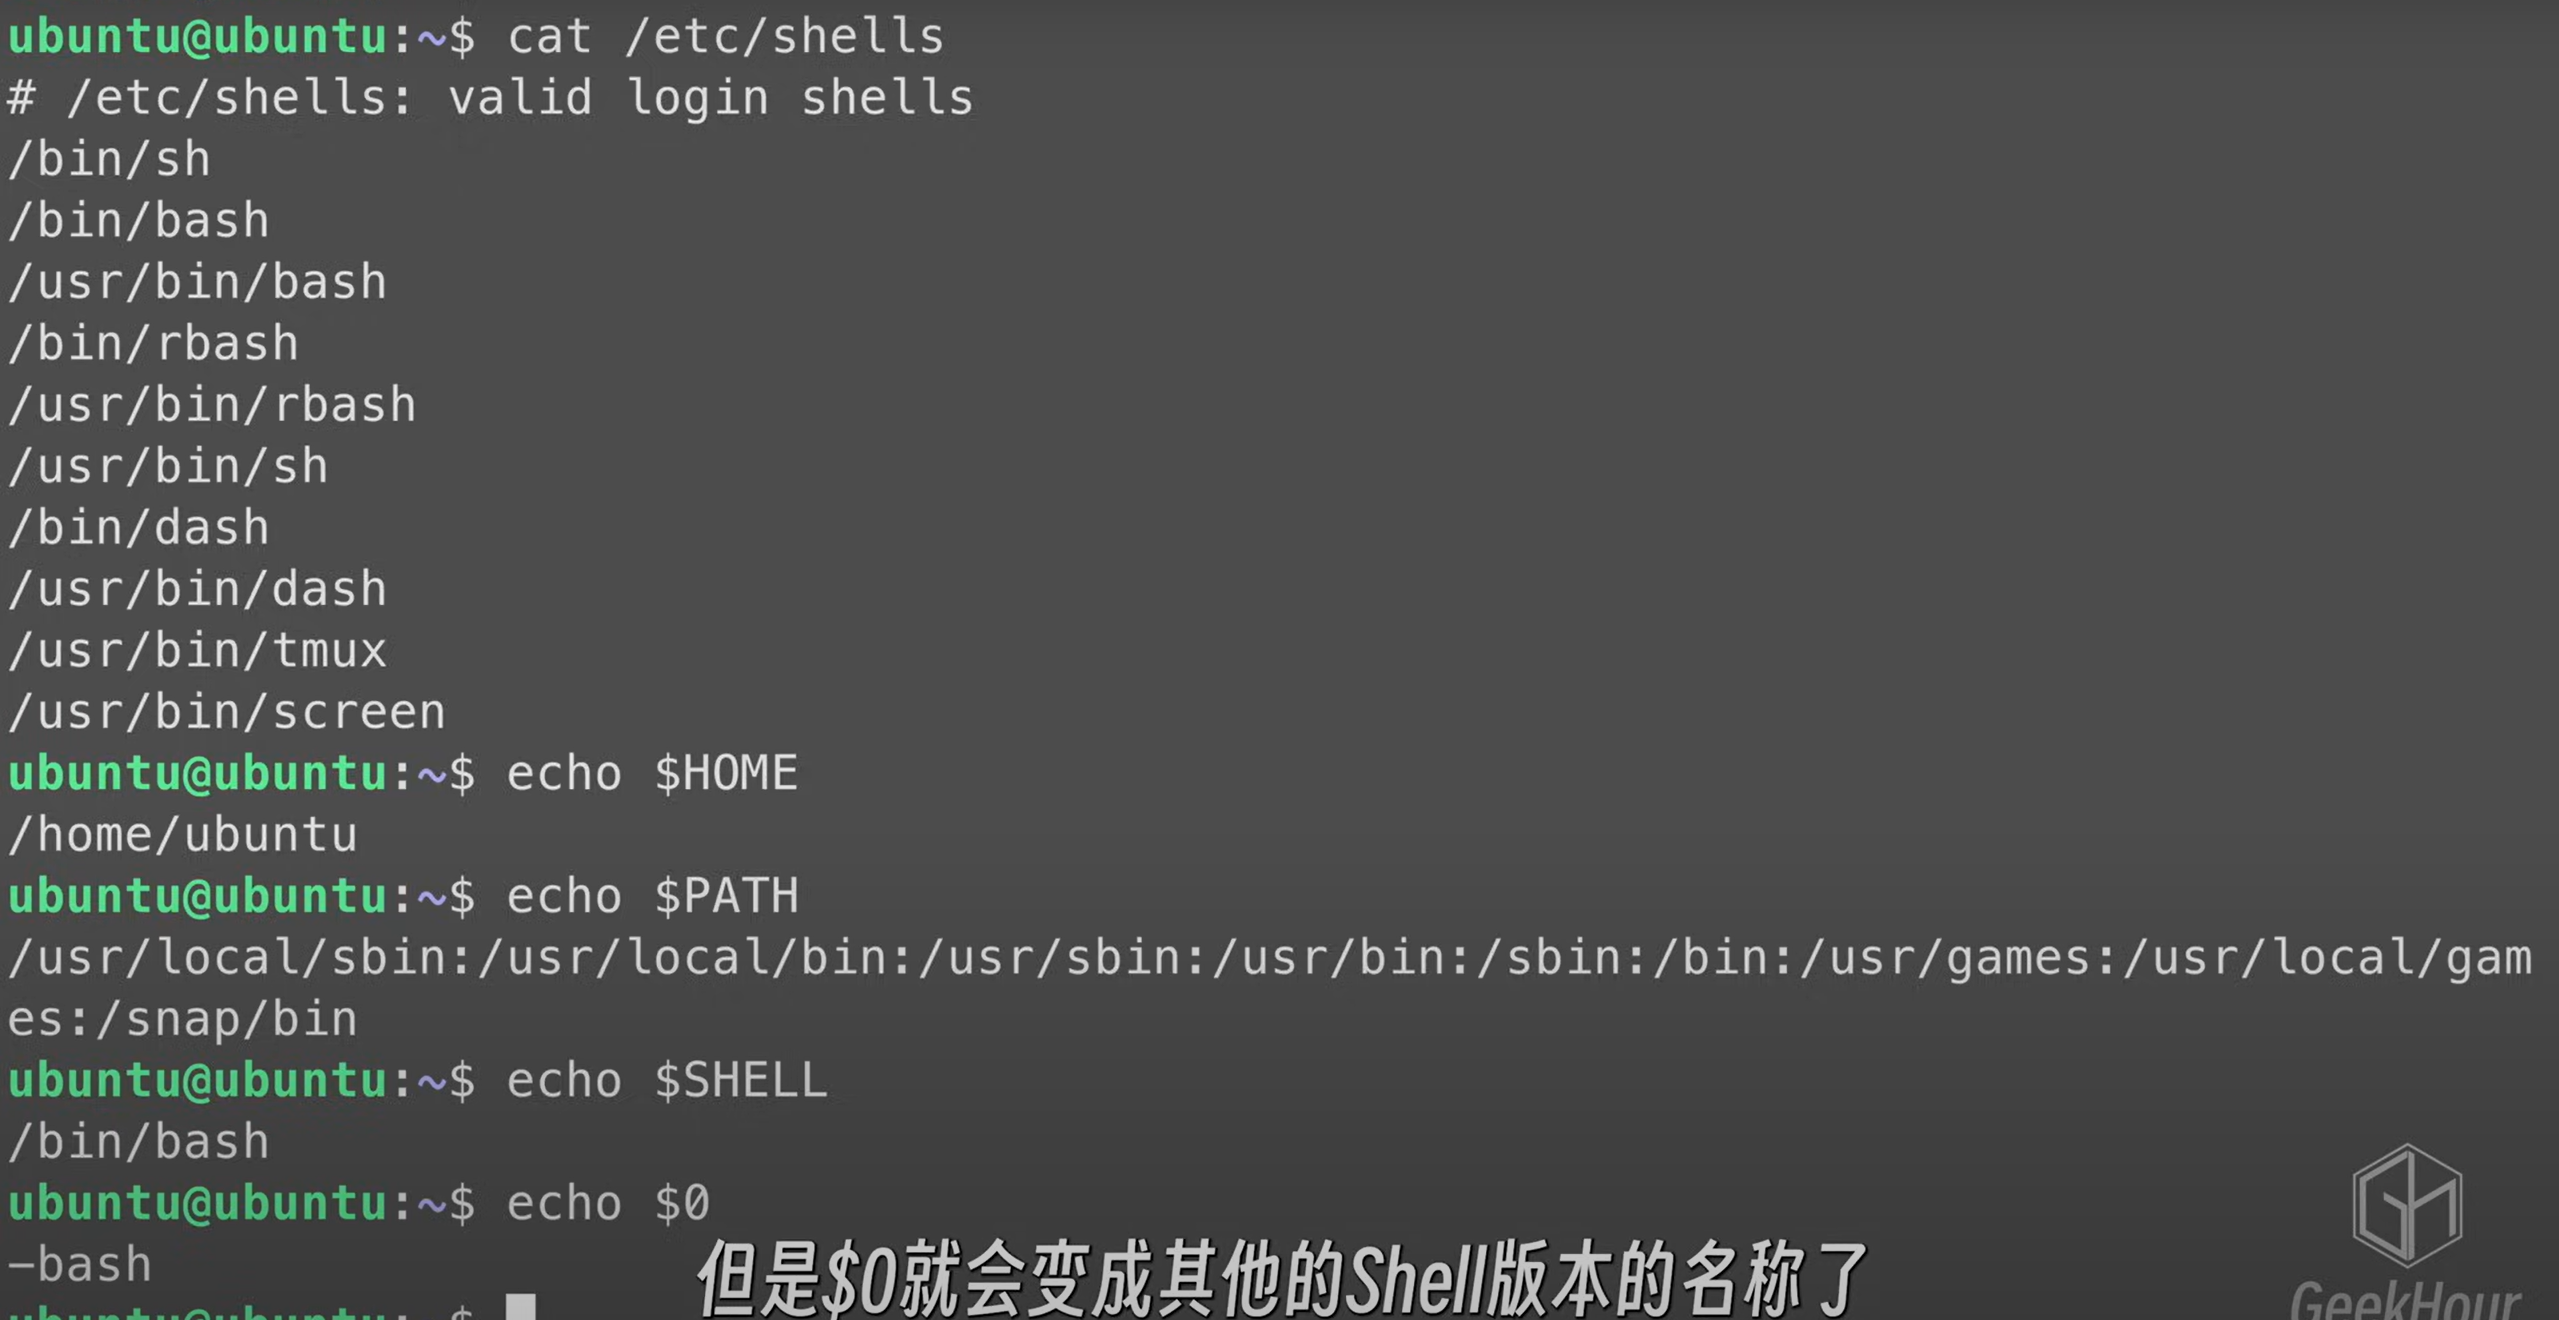 ubuntu@ubuntu:~$ cat /etc/shells
# /etc/shells: valid login shells
/bin/sh
/bin/bash
/usr/bin/bash
/bin/rbash
/usr/bin/rbash
/usr/bin/sh
/bin/dash
/usr/bin/dash
/usr/bin/tmux
/usr/bin/screen
ubuntu@ubuntu:~$ echo $HOME
/home/ubuntu
ubuntu@ubuntu:~$ echo $PATH
/usr/local/sbin:/usr/local/bin:/usr/sbin:/usr/bin:/sbin:/bin:/usr/games:/usr/local/gam
es:/snap/bin
ubuntu@ubuntu:~$ echo $SHELL
/bin/bash
ubuntu@ubuntu:~$ echo $0
-bash
ubuntu@ubuntu:~$
但是$0就会变成其他的Shell版本的名称了
GeekHour